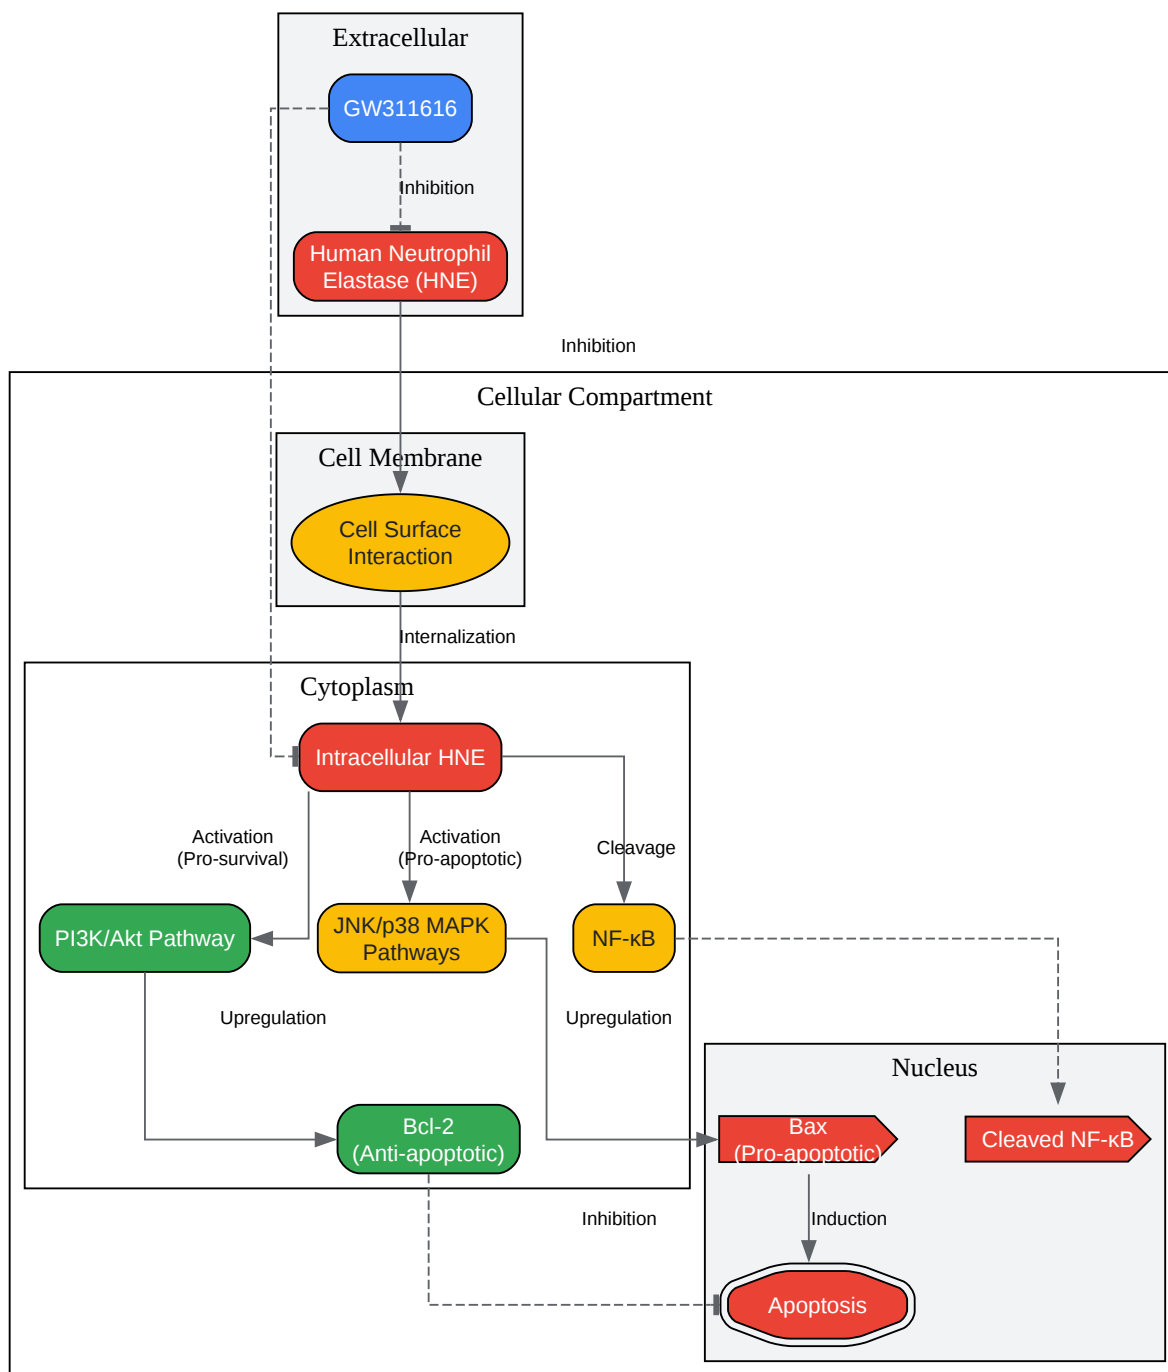 Extracellular
GW311616
Inhibition
Human Neutrophil
Elastase (HNE)
Inhibition
Cellular Compartment
Cell Membrane
Cell Surface
Interaction
Internalization
Cytoplasm
Intracellular HNE
Activation
(Pro-survival)
Activation
(Pro-apoptotic)
Cleavage
PI3K/Akt Pathway
JNK/p38 MAPK
Pathways
NF-κB
Upregulation
Upregulation
Nucleus
Bcl-2
(Anti-apoptotic)
Bax
(Pro-apoptotic)
Cleaved NF-κB
Inhibition
Induction
Apoptosis